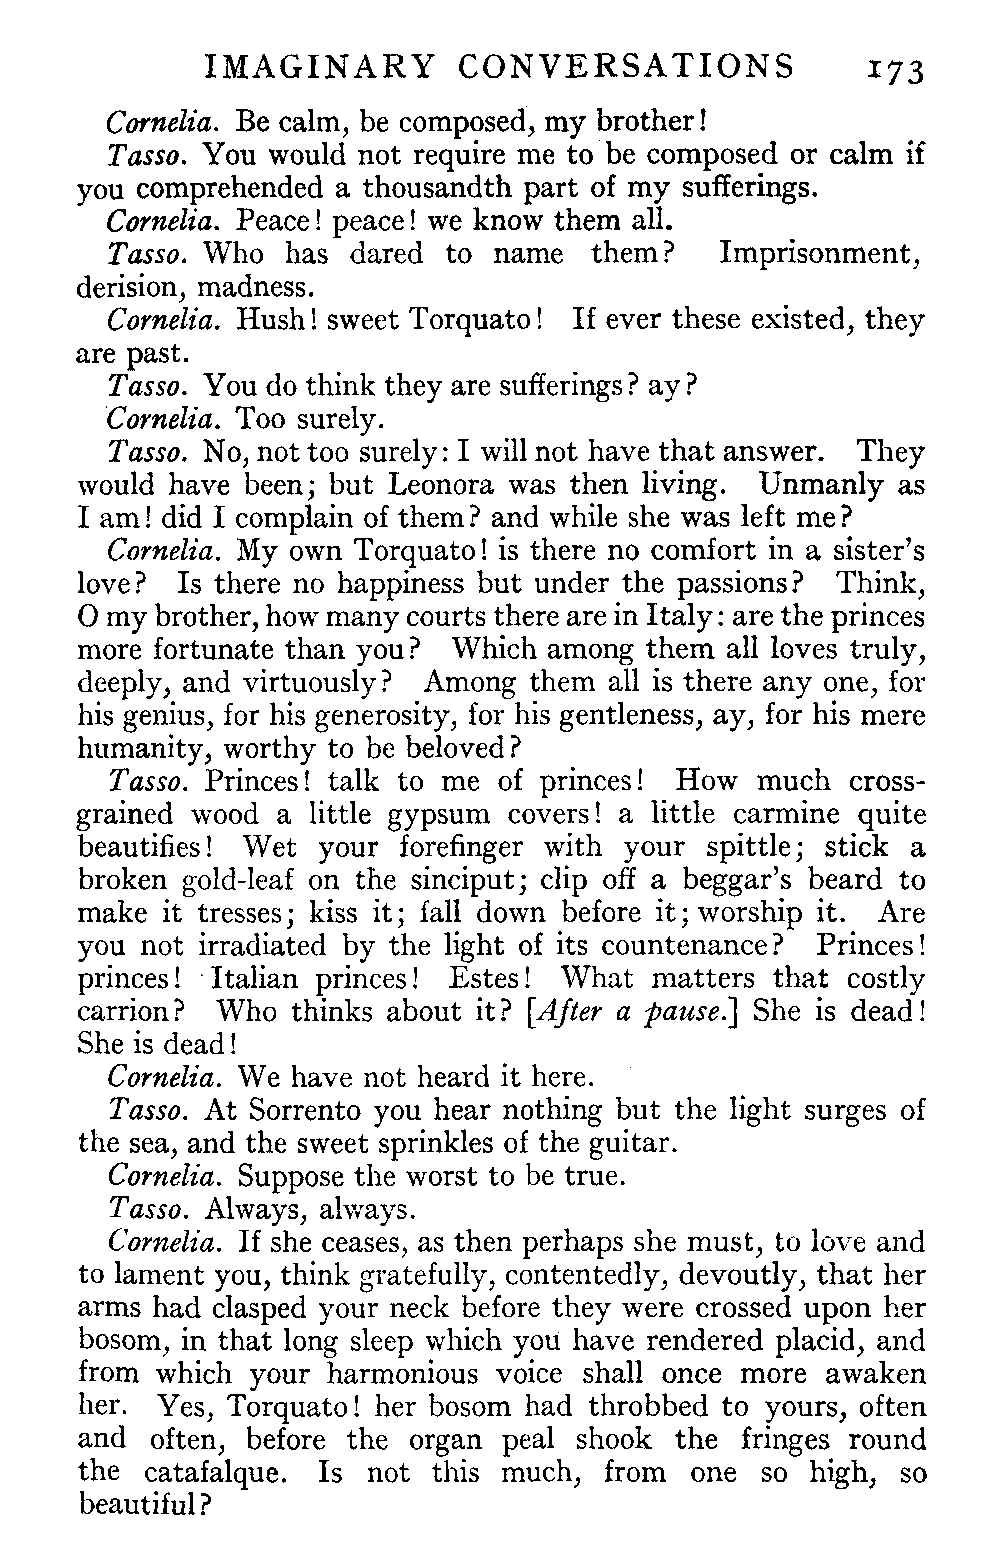 IMAGINARY CONVERSATIONS 173
Cornelia. Be calm, be composed, my brother!
Tasso. You would not require me to be composed or calm if
you comprehended a thousandth part of my sufferings.
Cornelia. Peace! peace! we know them all.
Tasso. Who has dared to name them? Imprisonment,
derision, madness.
Cornelia. Hush! sweet Torquato! If ever these existed, they
are past.
Tasso. You do think they are sufferings? ay?
Cornelia. Too surely.
Tasso. No, not too surely: I will not have that answer. They
would have been; but Leonora was then living. Unmanly as
I am! did I complain of them? and while she was left me?
Cornelia. My own Torquato! is there no comfort in a sister's
love? Is there no happiness but under the passions? Think,
O my brother, how many courts there are in Italy: are the princes
more fortunate than you? Which among them all loves truly,
deeply, and virtuously? Among them all is there any one, for
his genius, for his generosity, for his gentleness, ay, for his mere
humanity, worthy to be beloved?
Tasso. Princes! talk to me of princes! How much cross-
grained wood a little gypsum covers! a little carmine quite
beautifies! Wet your forefinger with your spittle; stick a
broken gold-leaf on the sinciput; clip off a beggar's beard to
make it tresses; kiss it; fall down before it; worship it. Are
you not irradiated by the light of its countenance? Princes!
princes! Italian princes! Estes! What matters that costly
carrion? Who thinks about it? [After a pause.] She is dead!
She is dead!
Cornelia. We have not heard it here.
Tasso. At Sorrento you hear nothing but the light surges of
the sea, and the sweet sprinkles of the guitar.
Cornelia. Suppose the worst to be true.
Tasso. Always, always.
Cornelia. If she ceases, as then perhaps she must, to love and
to lament you, think gratefully, contentedly, devoutly, that her
arms had clasped your neck before they were crossed upon her
bosom, in that long sleep which you have rendered placid, and
from which your harmonious voice shall once more awaken
her. Yes, Torquato! her bosom had throbbed to yours, often
and often, before the organ peal shook the fringes round
the catafalque. Is not this much, from one so high, so
beautiful?